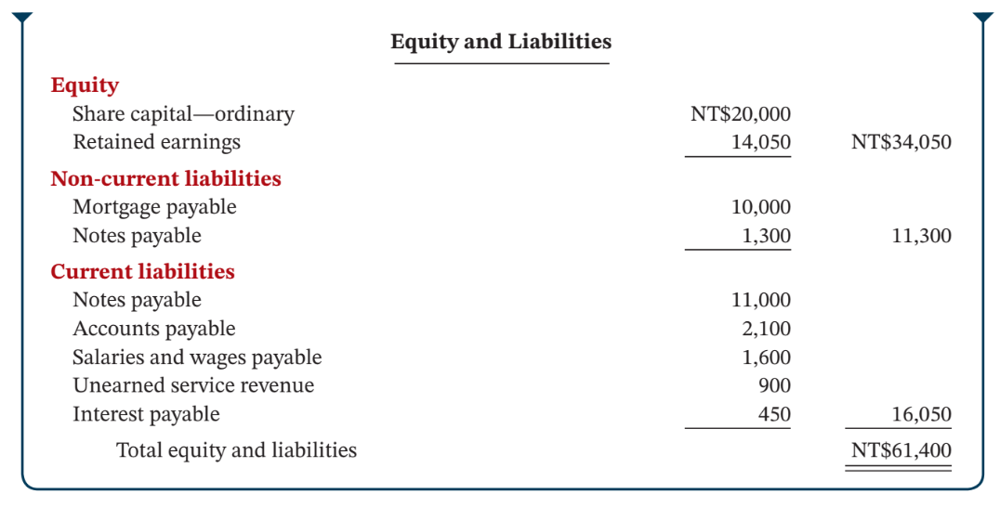 Equity and Liabilities
Equity
Share capital—ordinary NT$20,000
Retained earnings 14,050 NT$34,050
Non-current liabilities
Mortgage payable 10,000
Notes payable 1,300 11,300
Current liabilities
Notes payable 11,000
Accounts payable 2,100
Salaries and wages payable 1,600
Unearned service revenue 900
Interest payable 450 16,050
Total equity and liabilities NT$61,400